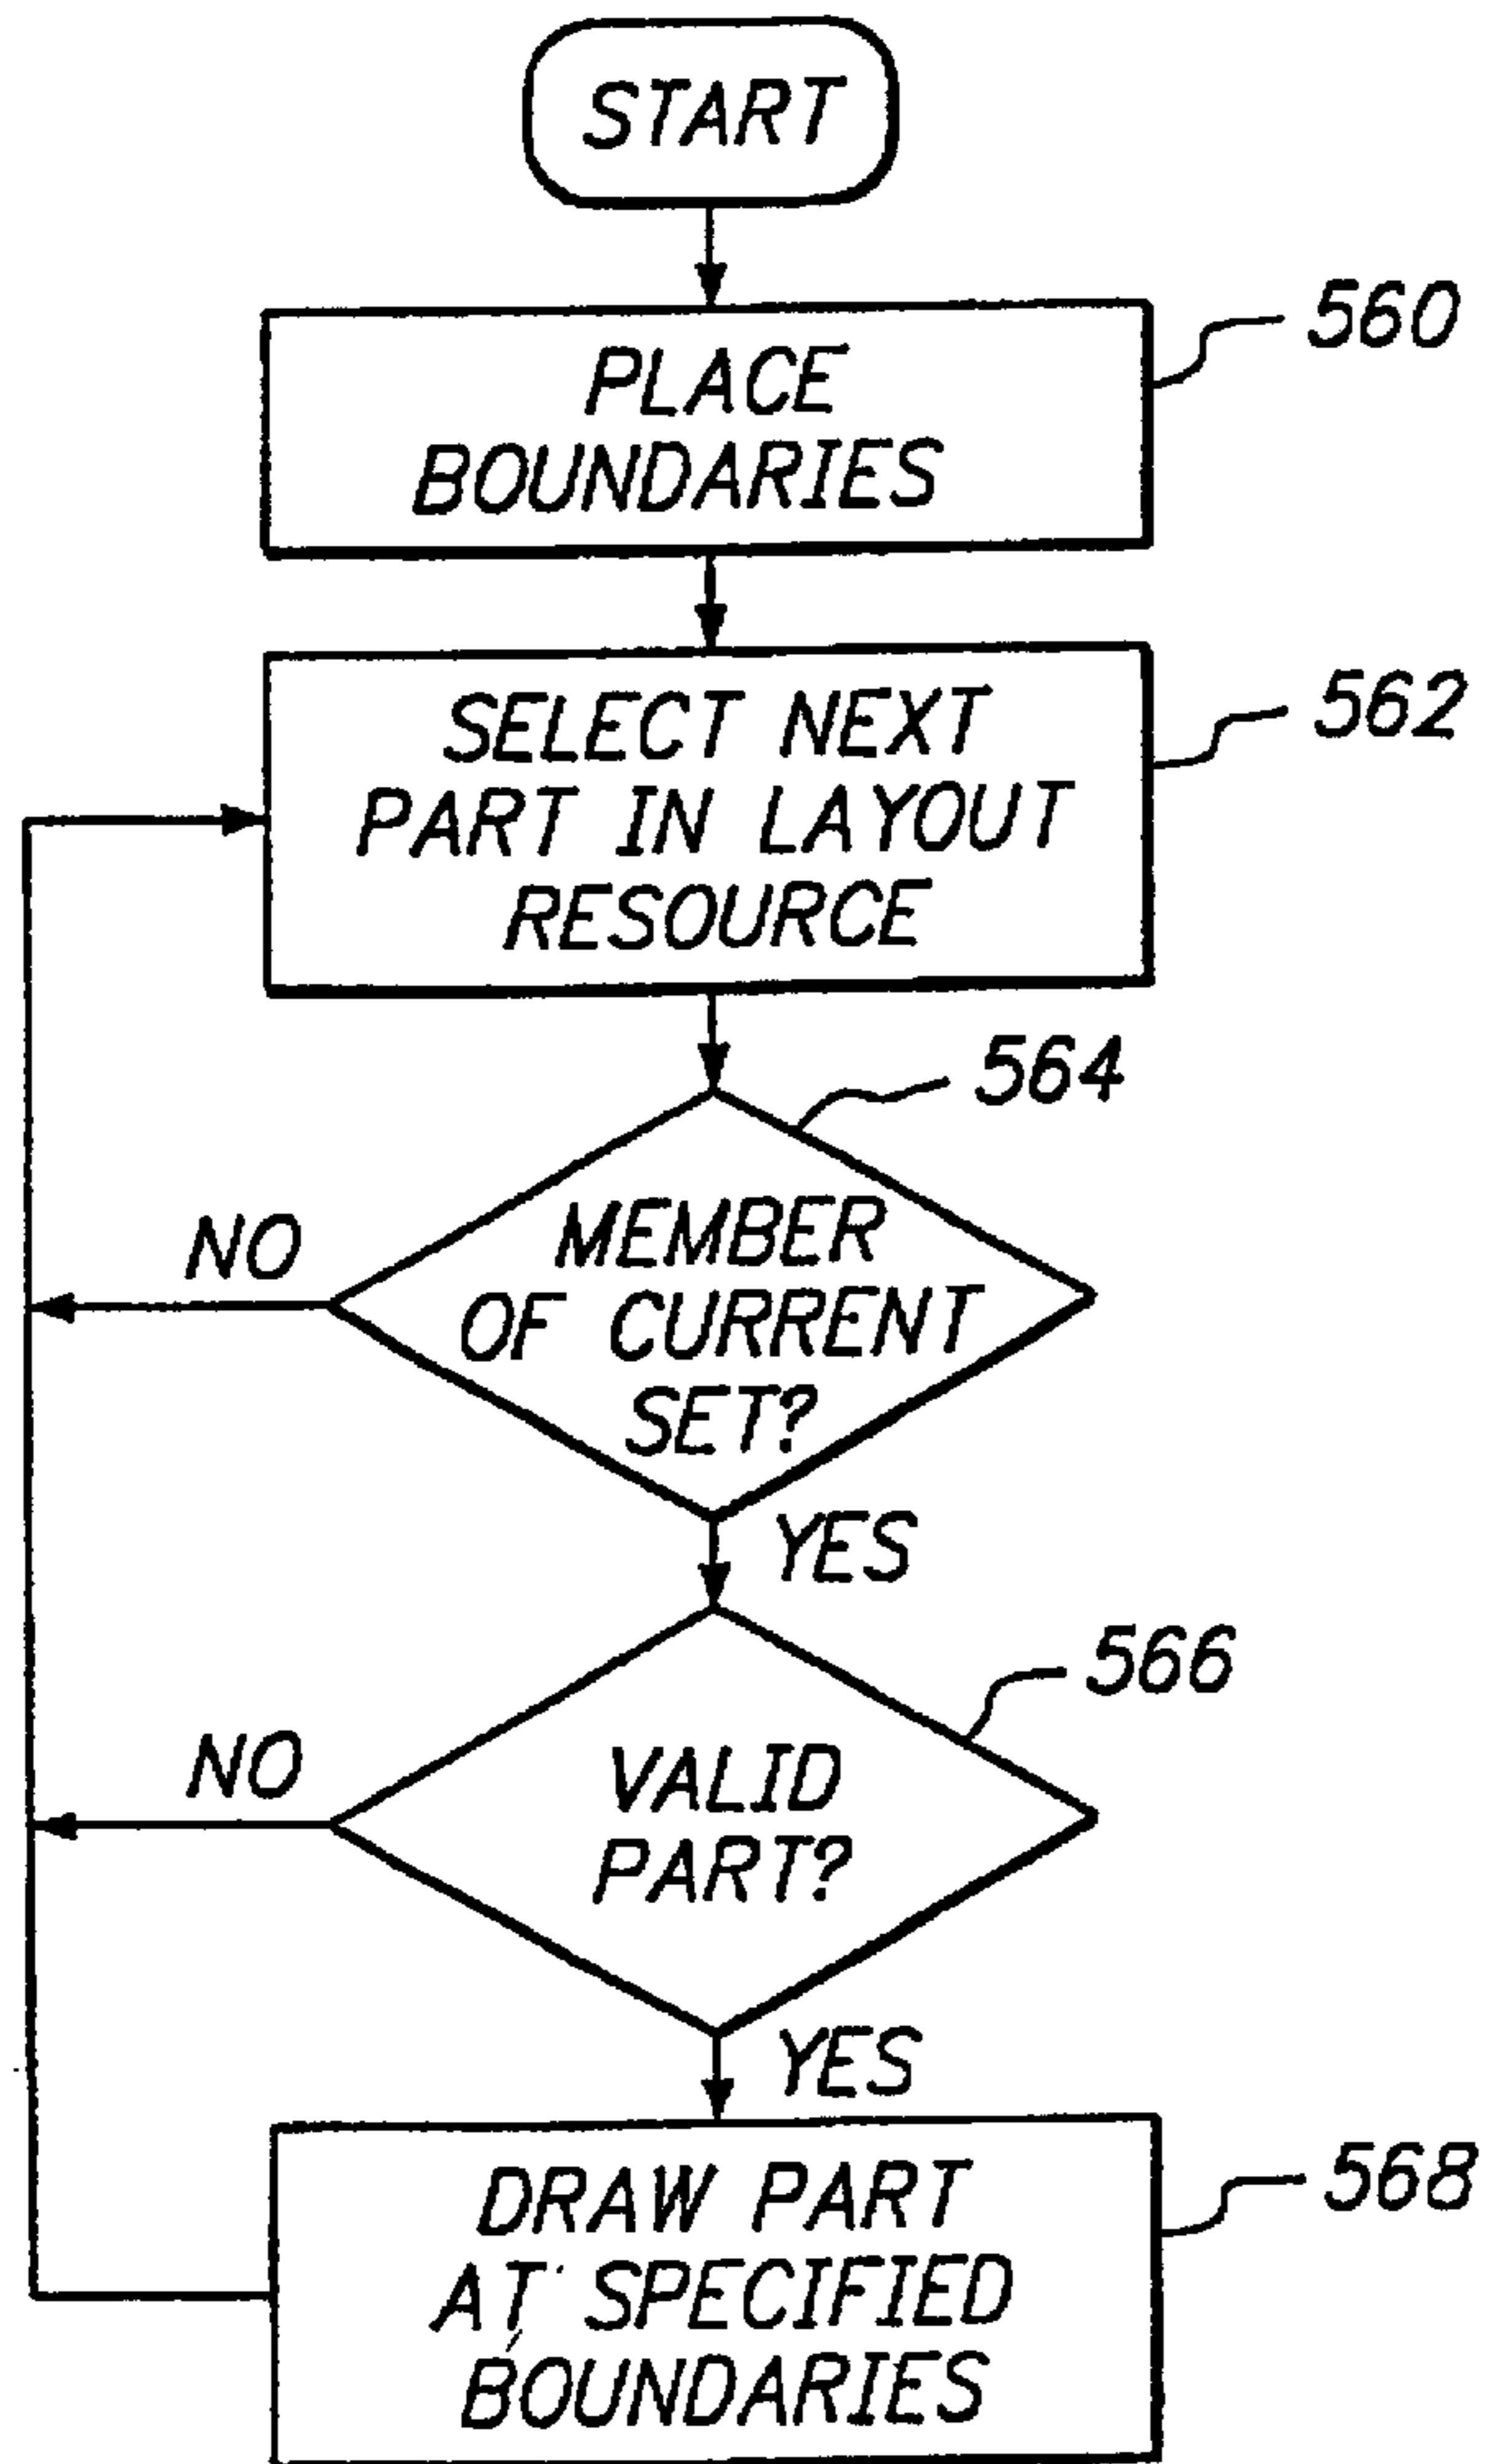 START
PLACE
BOUNDARIES
560
SELECT NEXT
PART IN LAYOUT
RESOURCE
562
564
MEMBER
OF CURRENT
SET?
NO
YES
566
VALID
PART?
NO
YES
DRAW PART
AT SPECIFIED
BOUNDARIES
568